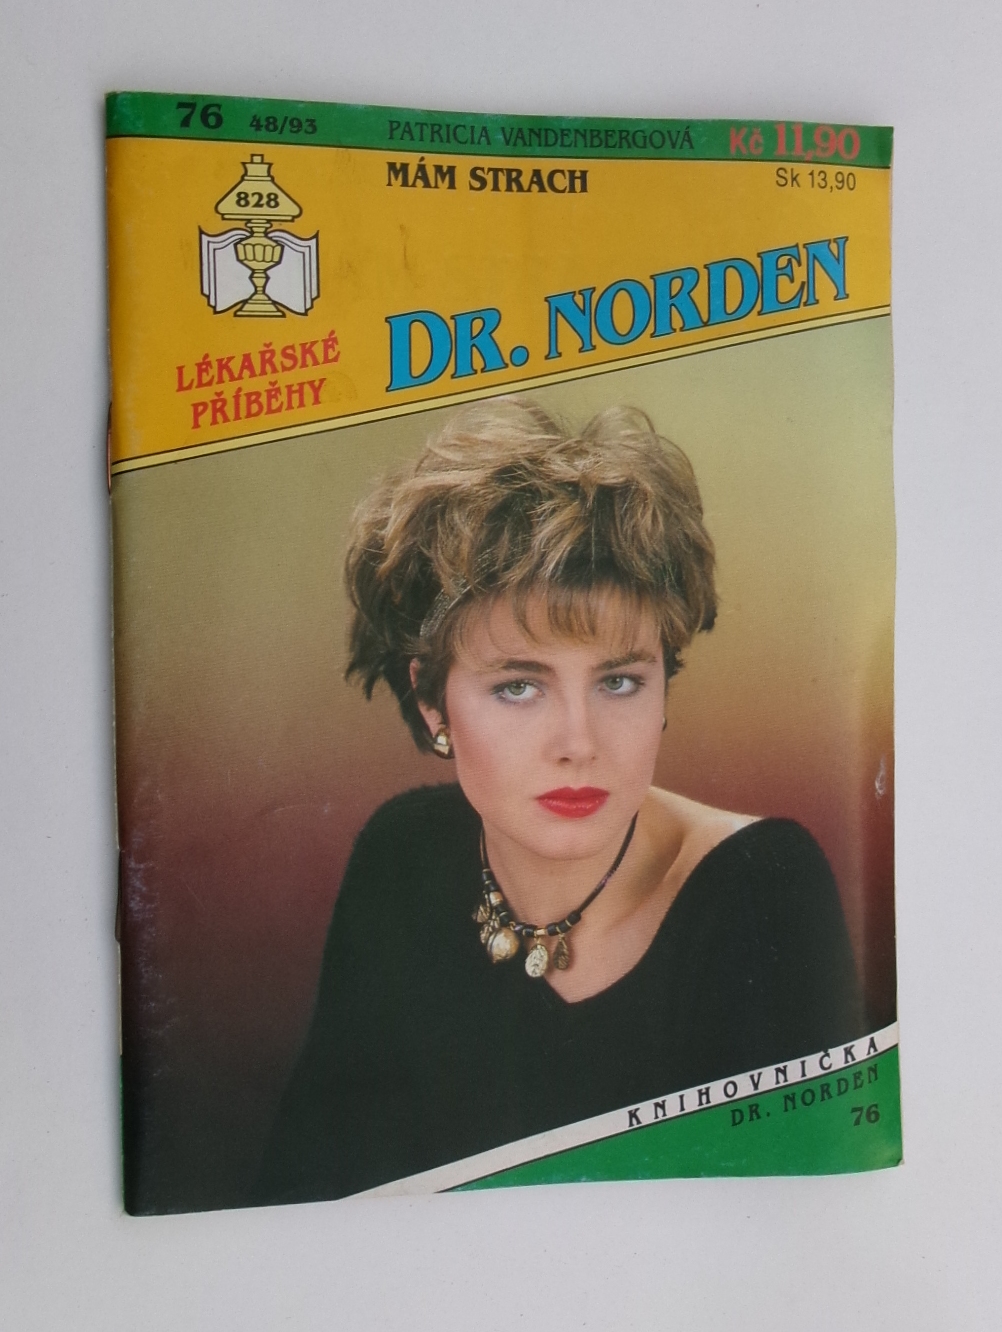 76 48/93 PATRICIA VANDENBERGOVÁ Kč 11,90
MÁM STRACH Sk 13,90
828
DR. NORDEN
LÉKAŘSKÉ
PŘÍBĚHY
KNIHOVNIČKA
DR. NORDEN
76